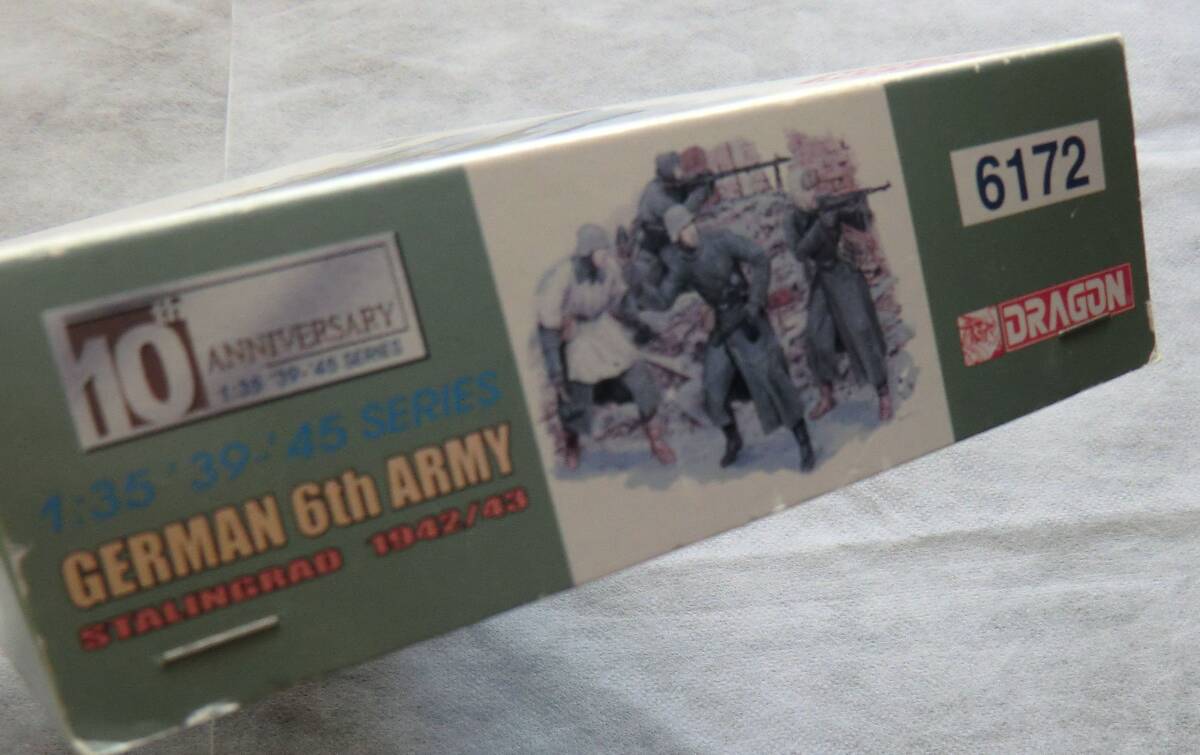 10th
ANNIVERSARY
1:35 '39-'45 SERIES
1:35 '39-'45 SERIES
GERMAN 6th ARMY
STALINGRAD 1942/43
6172
DRAGON